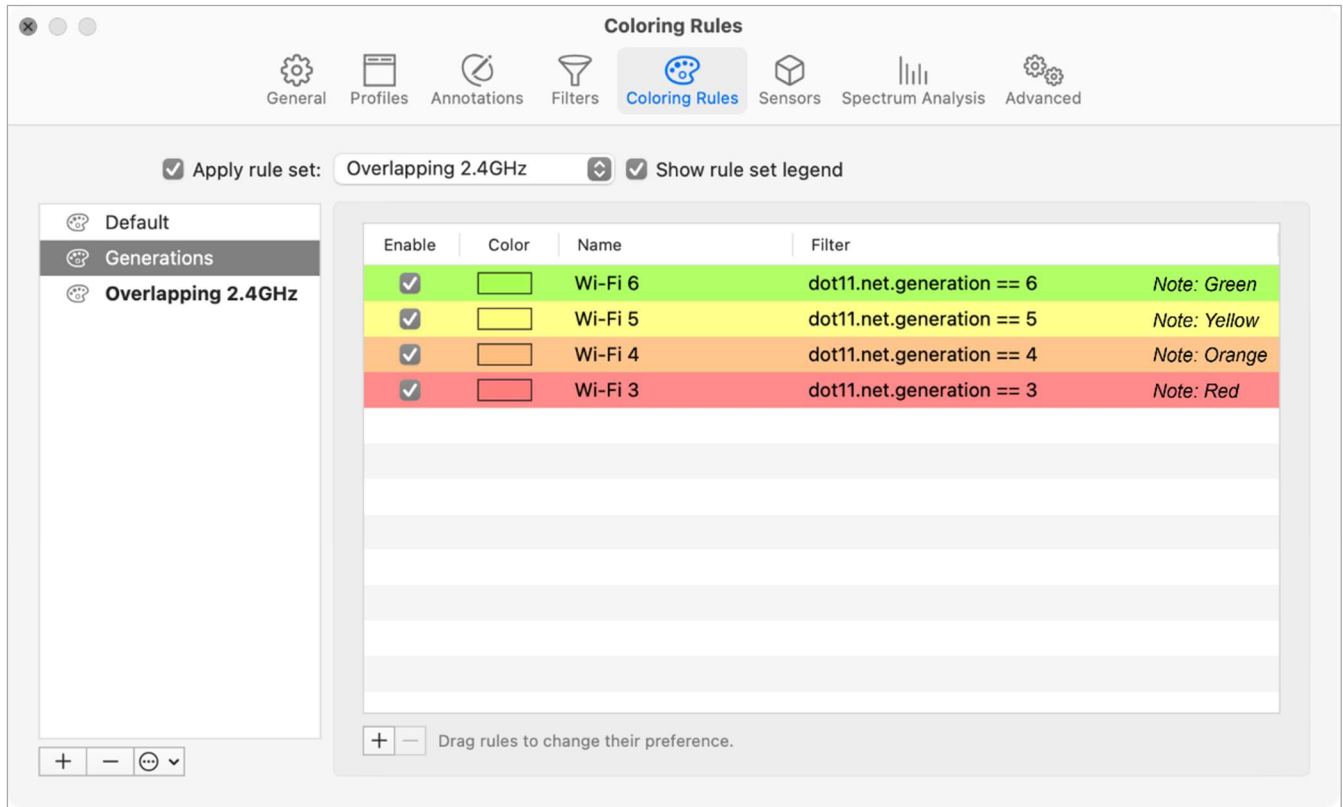 Coloring Rules
General Profiles Annotations Filters Coloring Rules Sensors Spectrum Analysis Advanced
Apply rule set: Overlapping 2.4GHz Show rule set legend
Default
Generations
Overlapping 2.4GHz
Enable Color Name Filter
Wi-Fi 6 dot11.net.generation == 6 Note: Green
Wi-Fi 5 dot11.net.generation == 5 Note: Yellow
Wi-Fi 4 dot11.net.generation == 4 Note: Orange
Wi-Fi 3 dot11.net.generation == 3 Note: Red
Drag rules to change their preference.